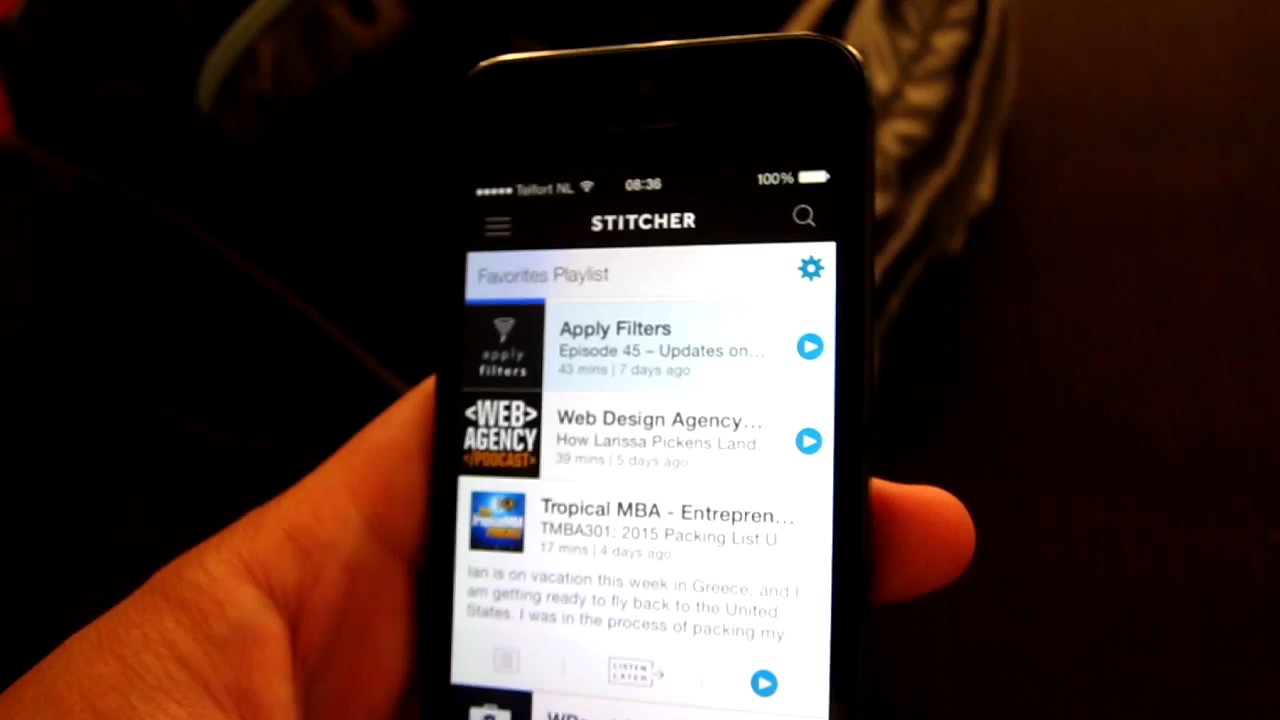 Telfort NL 08:36 100%
STITCHER
Favorites Playlist
apply
filters
Apply Filters
Episode 45 – Updates on...
43 mins | 7 days ago
<WEB>
AGENCY
</PODCAST>
Web Design Agency...
How Larissa Pickens Land
39 mins | 5 days ago
Tropical MBA - Entrepren...
TMBA301: 2015 Packing List U
17 mins | 4 days ago
Ian is on vacation this week in Greece, and I
am getting ready to fly back to the United
States. I was in the process of packing my
LISTEN
LATER